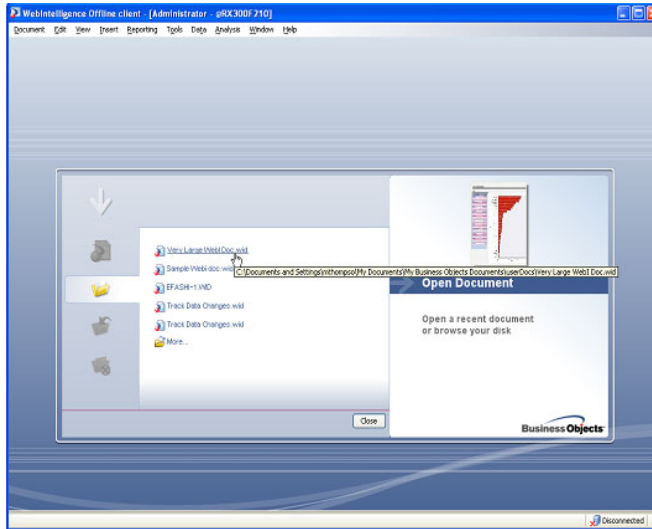 WebIntelligence Offline client - [Administrator - gRX300F210]
Document Edit View Insert Reporting Tools Data Analysis Window Help
Very Large WebI Doc.wid
Sample Webi doc.wid
C:\Documents and Settings\mthompso\My Documents\My Business Objects Documents\userDocs\Very Large WebI Doc.wid
EFASHI~1.WID
Open Document
Track Data Changes.wid
Open a recent document
or browse your disk
Track Data Changes.wid
More...
Close
Business Objects
Disconnected